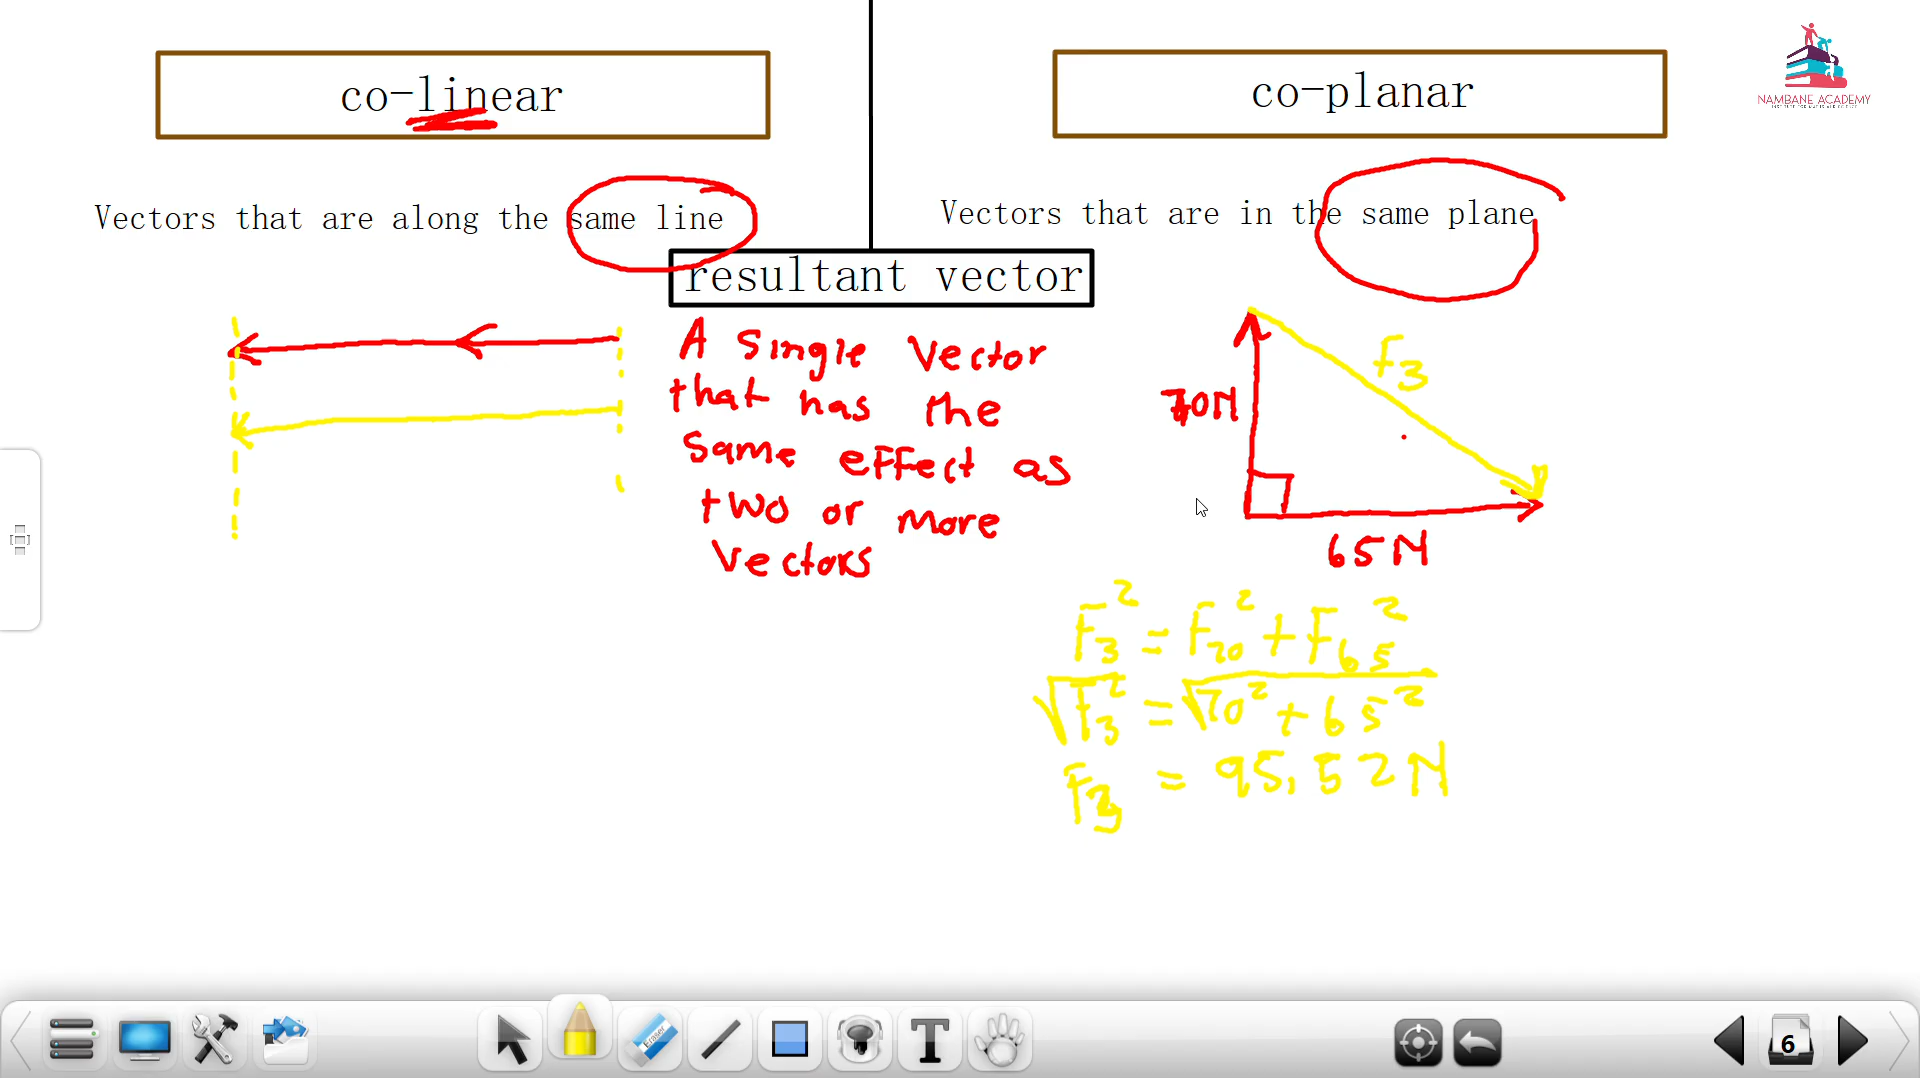 co-linear
co-planar
NAMBANE ACADEMY
Vectors that are along the same line
Vectors that are in the same plane
resultant vector
A single vector
that has the
same effect as
two or more
vectors
F3
70N
65N
F3² = F70² + F65²
√F3² = √70² + 65²
F3 = 95,52N
Eraser
T
6